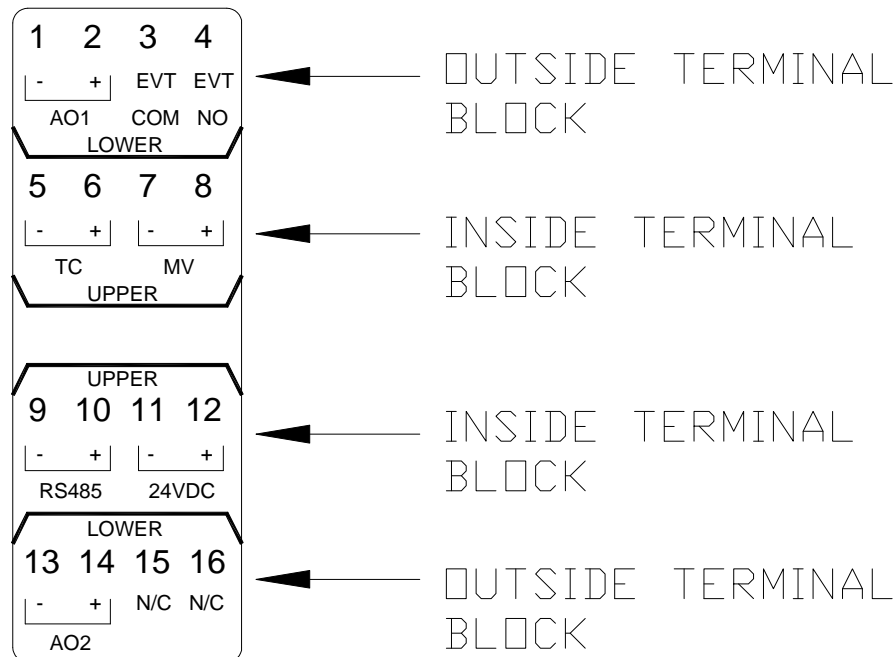 1 2 3 4
- + EVT EVT
AO1 COM NO
LOWER
OUTSIDE TERMINAL
BLOCK
5 6 7 8
- + - +
TC MV
UPPER
INSIDE TERMINAL
BLOCK
UPPER
9 10 11 12
- + - +
RS485 24VDC
INSIDE TERMINAL
BLOCK
LOWER
13 14 15 16
- + N/C N/C
AO2
OUTSIDE TERMINAL
BLOCK